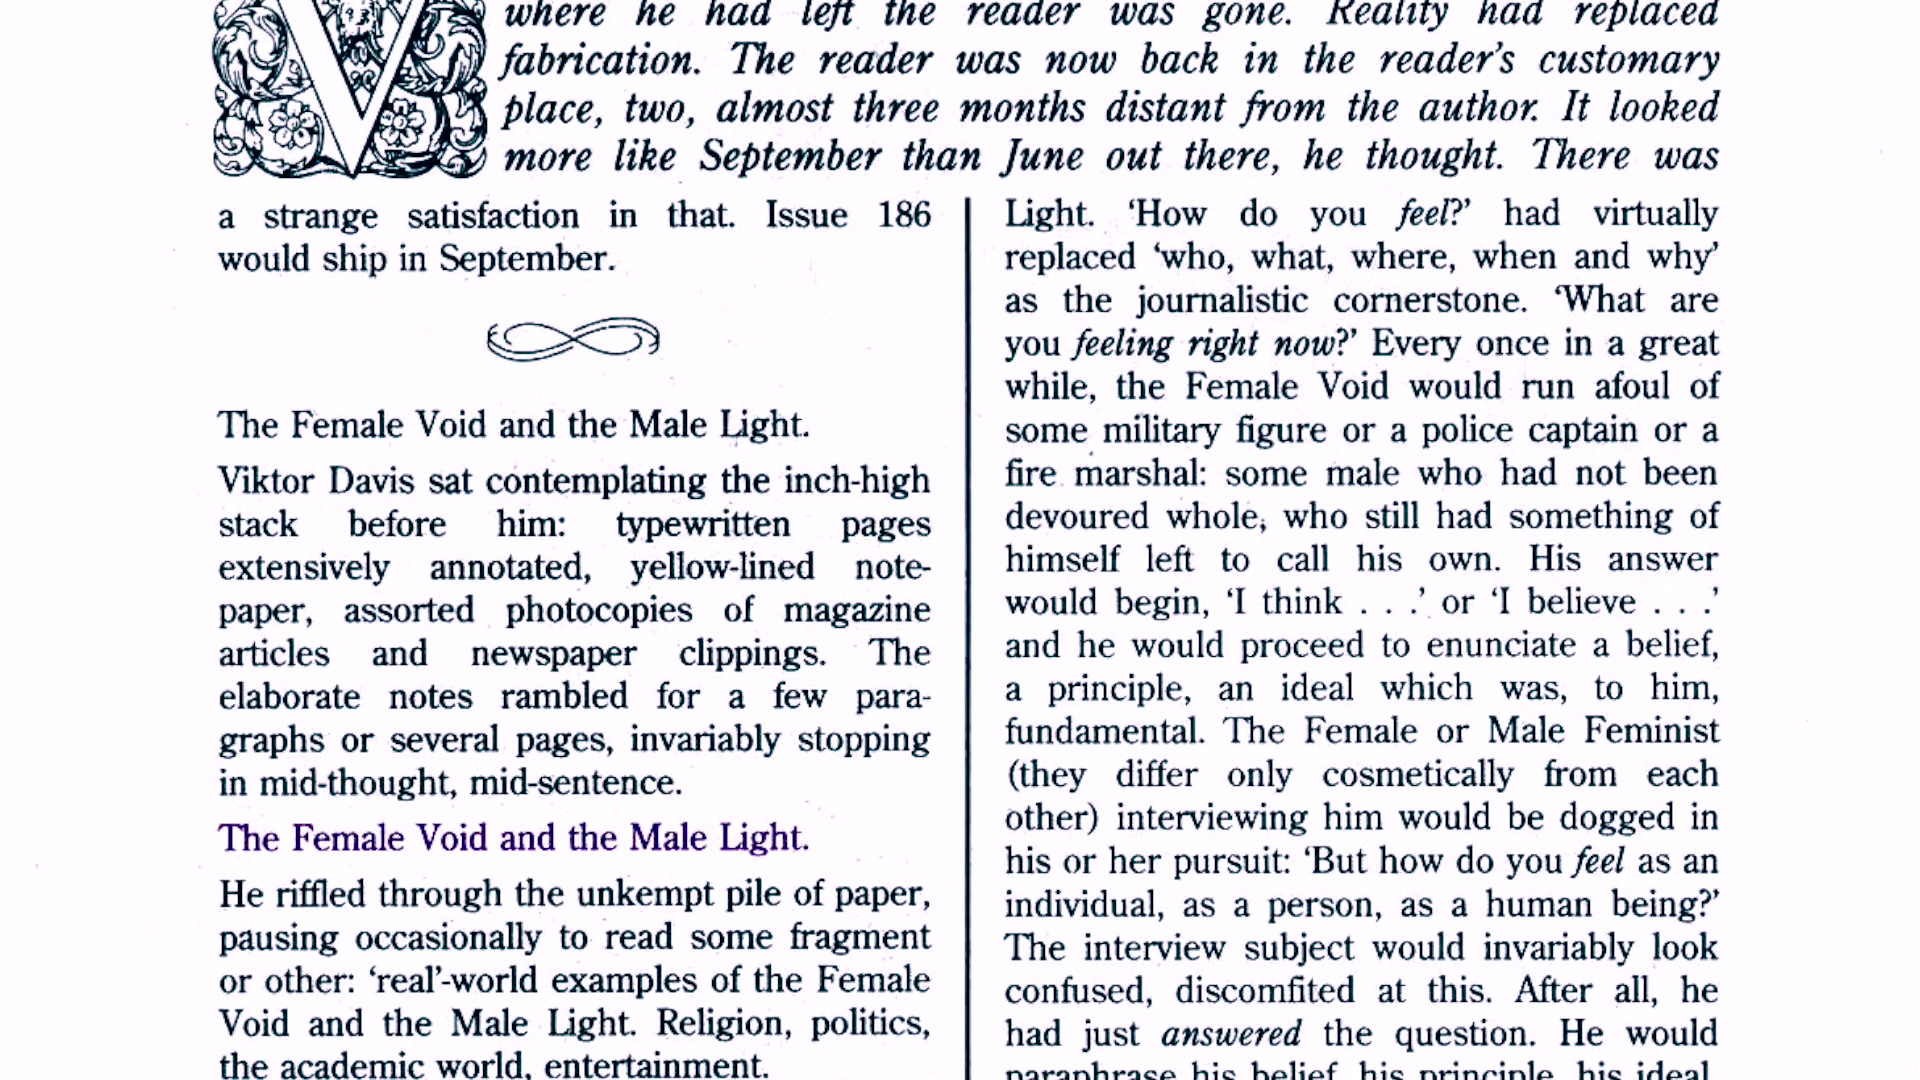 V
where he had left the reader was gone. Reality had replaced
fabrication. The reader was now back in the reader's customary
place, two, almost three months distant from the author. It looked
more like September than June out there, he thought. There was
a strange satisfaction in that. Issue 186
would ship in September.
The Female Void and the Male Light.
Viktor Davis sat contemplating the inch-high
stack before him: typewritten pages
extensively annotated, yellow-lined note-
paper, assorted photocopies of magazine
articles and newspaper clippings. The
elaborate notes rambled for a few para-
graphs or several pages, invariably stopping
in mid-thought, mid-sentence.
The Female Void and the Male Light.
He riffled through the unkempt pile of paper,
pausing occasionally to read some fragment
or other: ‘real’-world examples of the Female
Void and the Male Light. Religion, politics,
the academic world, entertainment.
Light. ‘How do you feel?’ had virtually
replaced ‘who, what, where, when and why’
as the journalistic cornerstone. ‘What are
you feeling right now?’ Every once in a great
while, the Female Void would run afoul of
some military figure or a police captain or a
fire marshal: some male who had not been
devoured whole, who still had something of
himself left to call his own. His answer
would begin, ‘I think . . .’ or ‘I believe . . .’
and he would proceed to enunciate a belief,
a principle, an ideal which was, to him,
fundamental. The Female or Male Feminist
(they differ only cosmetically from each
other) interviewing him would be dogged in
his or her pursuit: ‘But how do you feel as an
individual, as a person, as a human being?’
The interview subject would invariably look
confused, discomfited at this. After all, he
had just answered the question. He would
paraphrase his belief, his principle, his ideal,